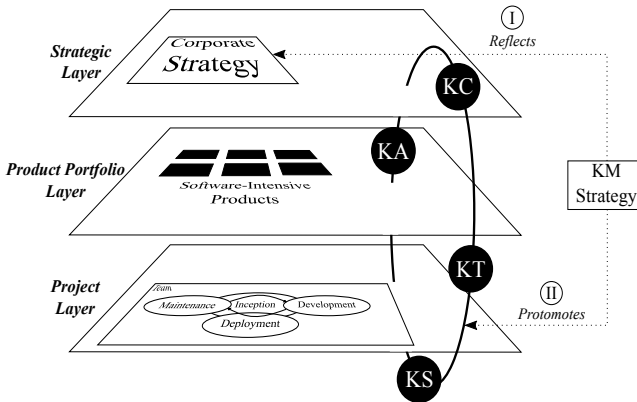 I
Reflects
Strategic
Layer
Corporate
Strategy
KC
KA
Product Portfolio
Layer
Software-Intensive
Products
KM
Strategy
Project
Layer
Team
Maintenance
Inception
Development
Deployment
KT
II
Protomotes
KS